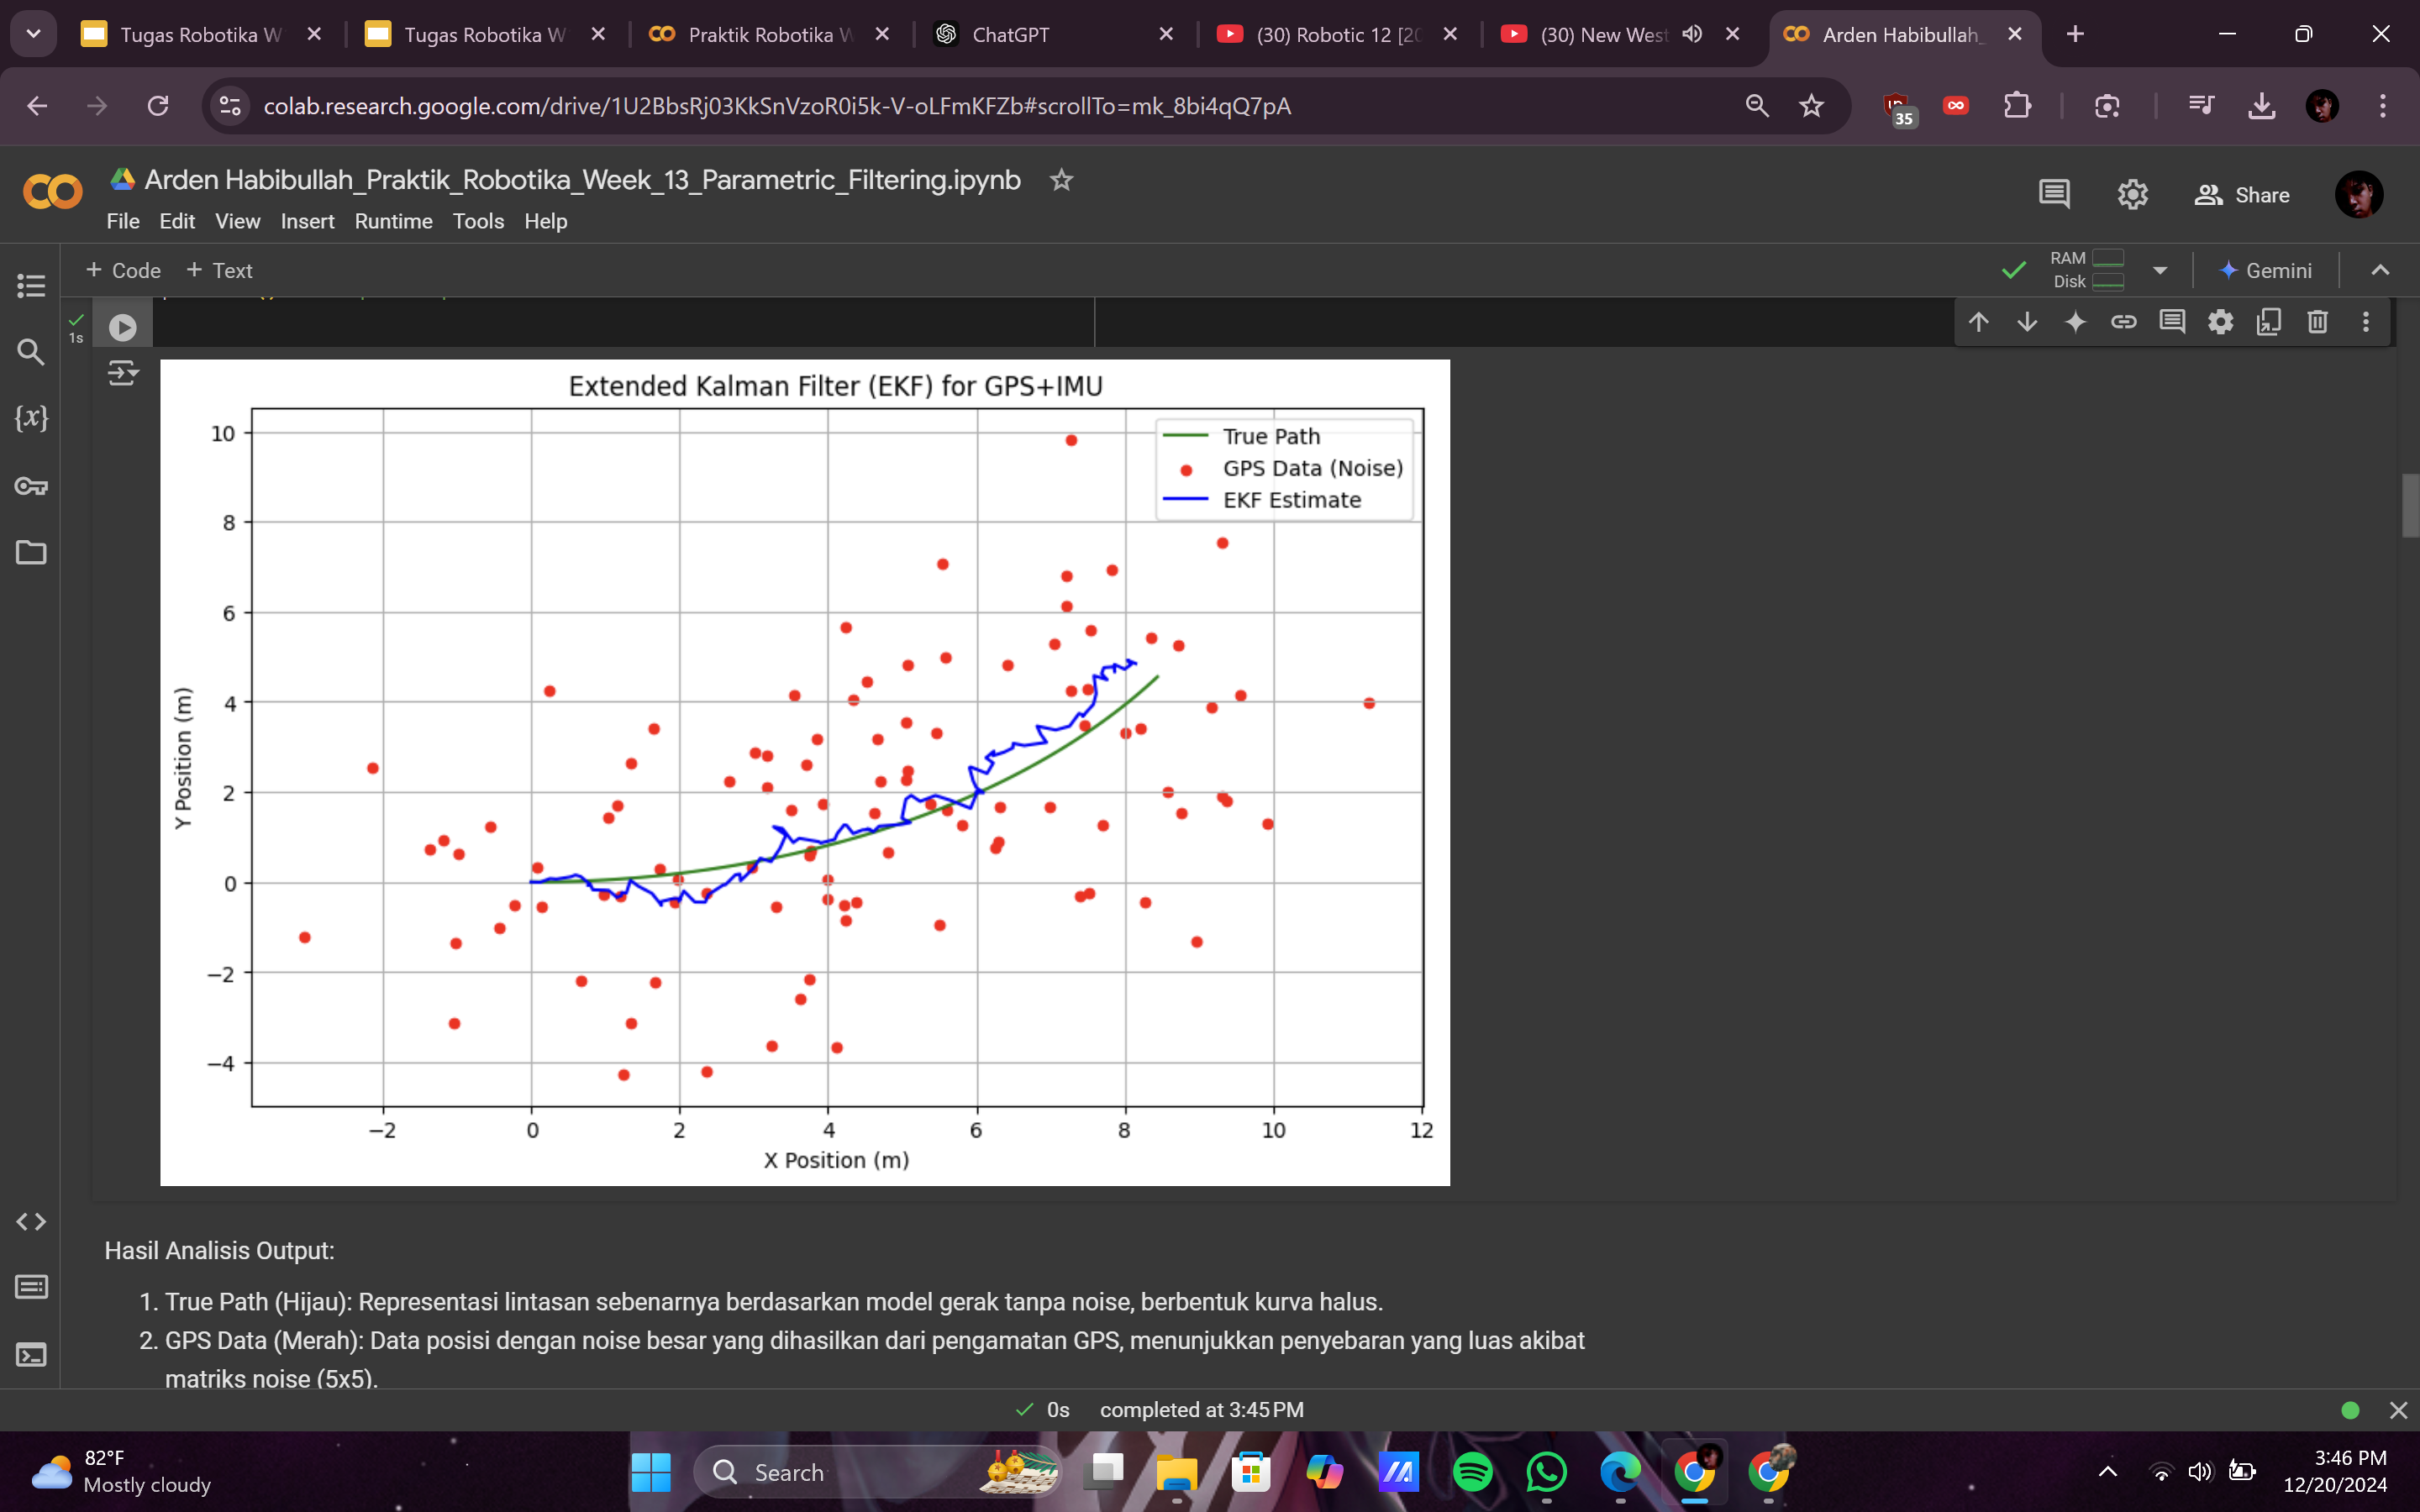 Tugas Robotika W
Tugas Robotika W
Praktik Robotika W
ChatGPT
(30) Robotic 12 [20
(30) New West
Arden Habibullah_
colab.research.google.com/drive/1U2BbsRj03KkSnVzoR0i5k-V-oLFmKFZb#scrollTo=mk_8bi4qQ7pA
35
Arden Habibullah_Praktik_Robotika_Week_13_Parametric_Filtering.ipynb
Share
File Edit View Insert Runtime Tools Help
+ Code + Text
RAM
Disk
Gemini
1s
{x}
Extended Kalman Filter (EKF) for GPS+IMU
True Path
GPS Data (Noise)
EKF Estimate
10
8
6
4
2
0
−2
−4
Y Position (m)
−2 0 2 4 6 8 10 12
X Position (m)
Hasil Analisis Output:
1. True Path (Hijau): Representasi lintasan sebenarnya berdasarkan model gerak tanpa noise, berbentuk kurva halus.
2. GPS Data (Merah): Data posisi dengan noise besar yang dihasilkan dari pengamatan GPS, menunjukkan penyebaran yang luas akibat
matriks noise (5x5).
0s completed at 3:45 PM
82°F
Mostly cloudy
Search
3:46 PM
12/20/2024